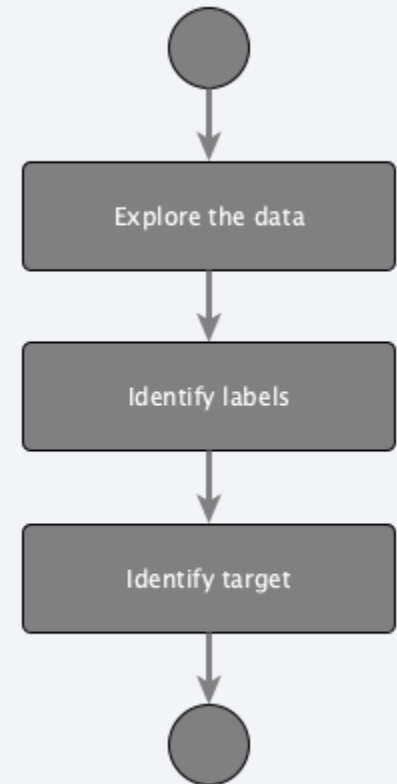 Explore the data
Identify labels
Identify target